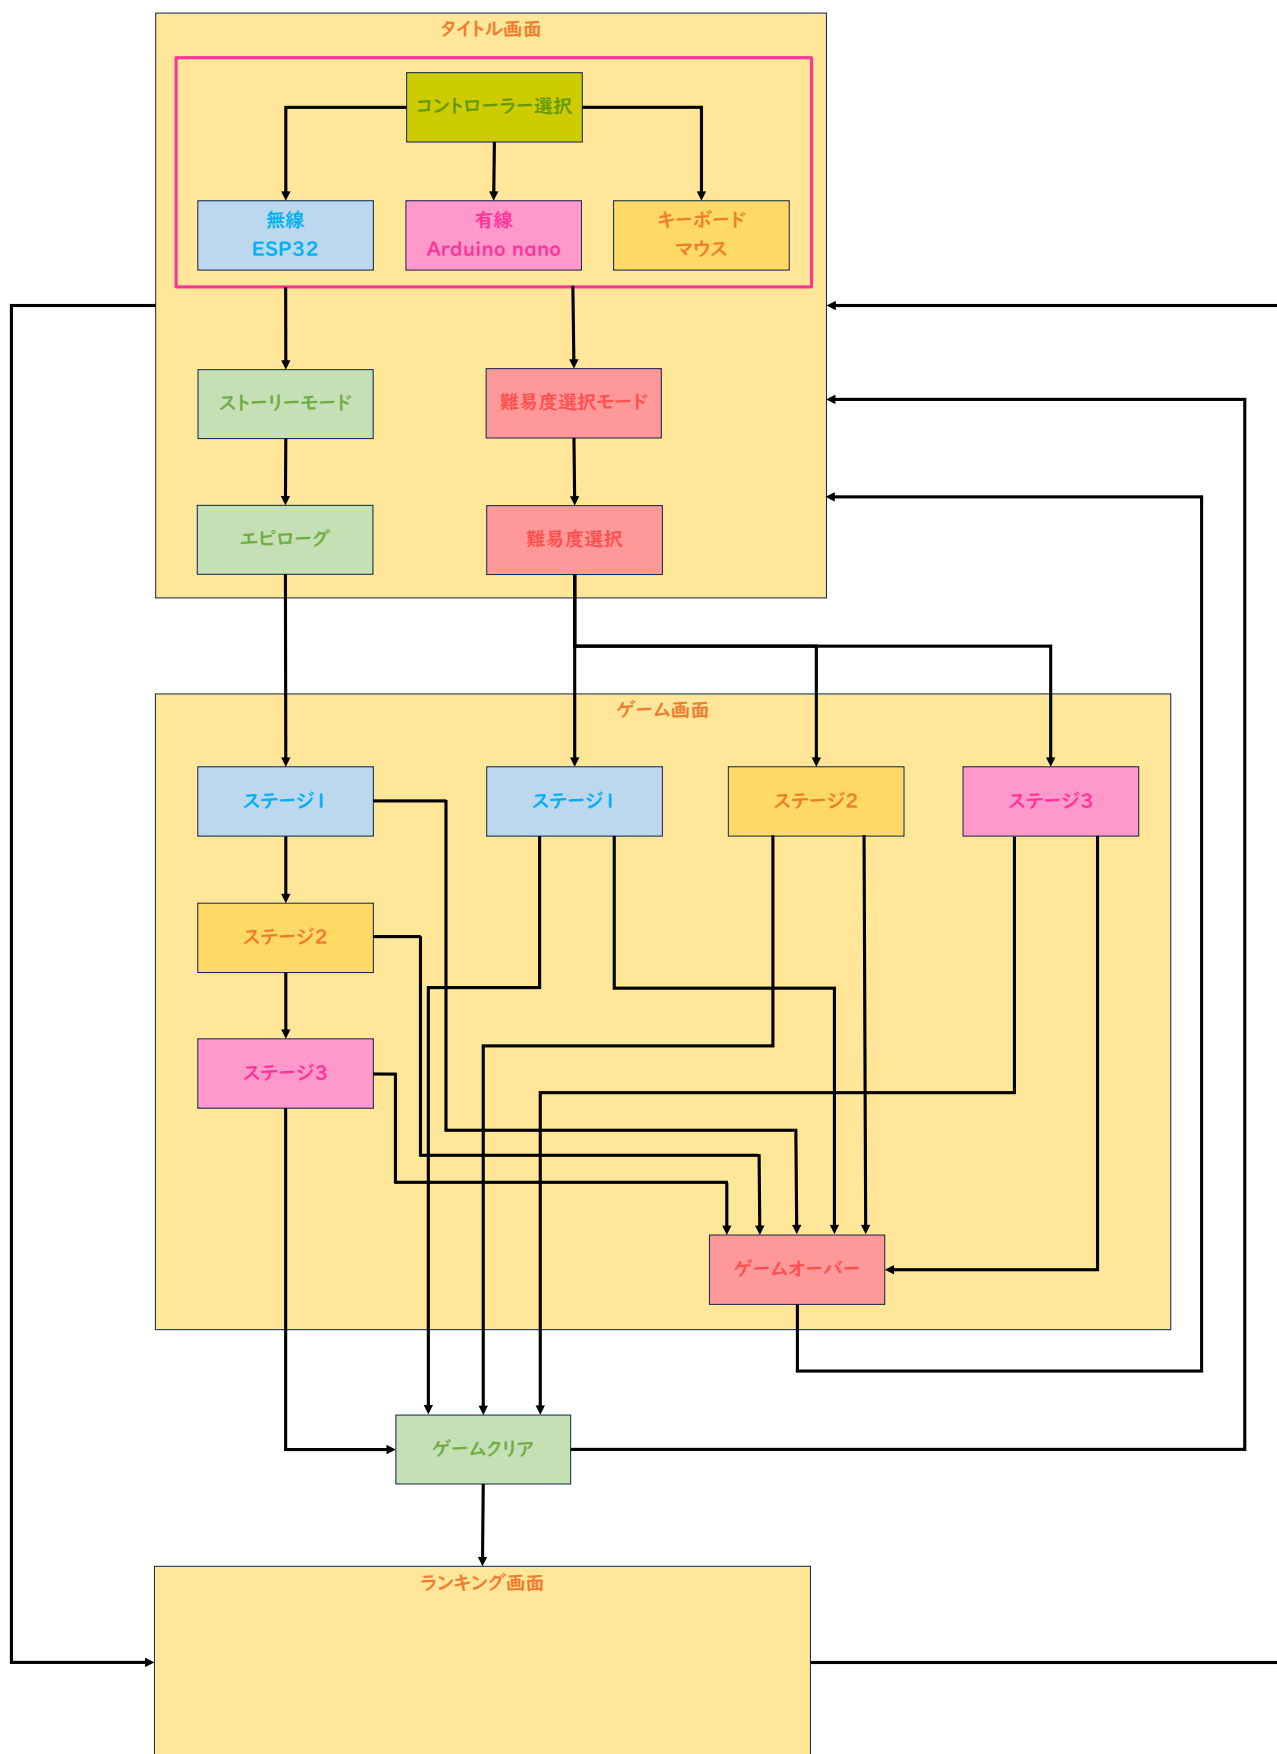 タイトル画面
コントローラー選択
無線
ESP32
有線
Arduino nano
キーボード
マウス
ストーリーモード
難易度選択モード
エピローグ
難易度選択
ゲーム画面
ステージ1
ステージ1
ステージ2
ステージ3
ステージ2
ステージ3
ゲームオーバー
ゲームクリア
ランキング画面